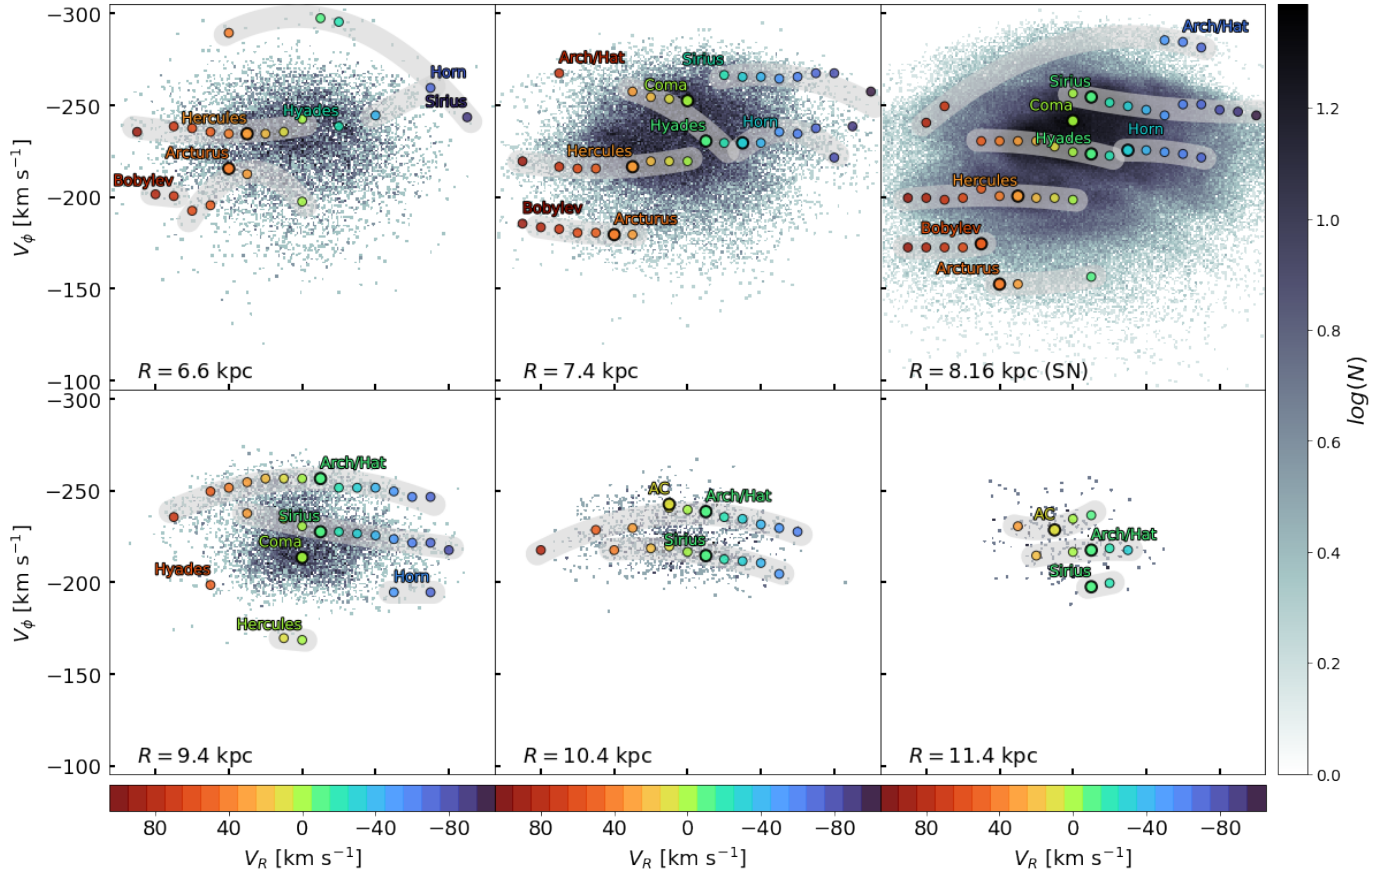 −300
−250
−200
−150
−100
V_ϕ [km s⁻¹]
Horn
Sirius
Hercules
Hyades
Arcturus
Bobylev
R = 6.6 kpc
Arch/Hat
Sirius
Coma
Hyades
Horn
Hercules
Bobylev
Arcturus
R = 7.4 kpc
Arch/Hat
Sirius
Coma
Hyades
Horn
Hercules
Bobylev
Arcturus
R = 8.16 kpc (SN)
−300
−250
−200
−150
−100
V_ϕ [km s⁻¹]
Arch/Hat
Sirius
Coma
Hyades
Horn
Hercules
R = 9.4 kpc
AC
Arch/Hat
Sirius
R = 10.4 kpc
AC
Arch/Hat
Sirius
R = 11.4 kpc
80 40 0 −40 −80
80 40 0 −40 −80
80 40 0 −40 −80
V_R [km s⁻¹]
V_R [km s⁻¹]
V_R [km s⁻¹]
1.2
1.0
0.8
0.6
0.4
0.2
0.0
log(N)